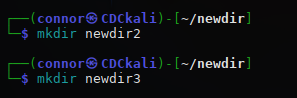 ┌──(connor㉿CDCkali)-[~/newdir]
└─$ mkdir newdir2
┌──(connor㉿CDCkali)-[~/newdir]
└─$ mkdir newdir3